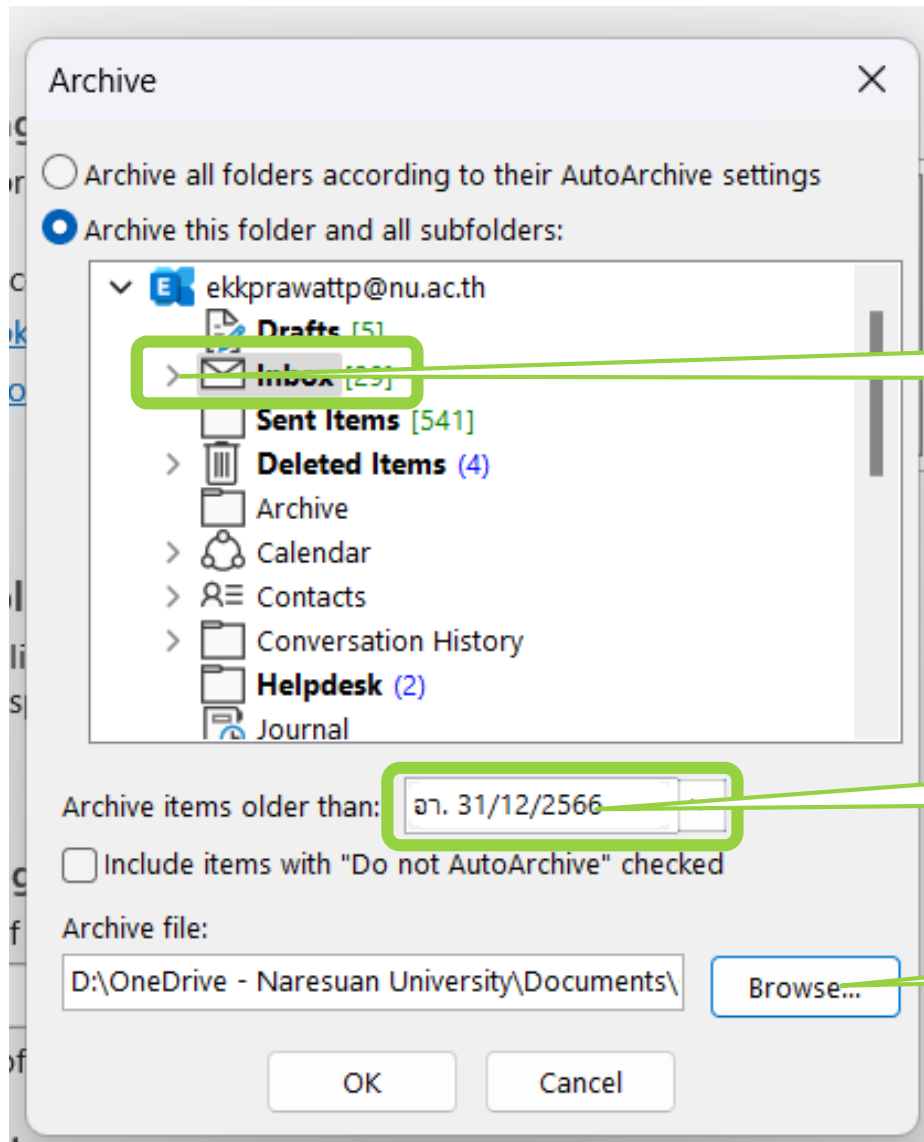 Archive
Archive all folders according to their AutoArchive settings
Archive this folder and all subfolders:
ekkprawattp@nu.ac.th
Drafts [5]
Inbox [29]
Sent Items [541]
Deleted Items (4)
Archive
Calendar
Contacts
Conversation History
Helpdesk (2)
Journal
Archive items older than: อา. 31/12/2566
Include items with "Do not AutoArchive" checked
Archive file:
D:\OneDrive - Naresuan University\Documents\
Browse...
OK Cancel